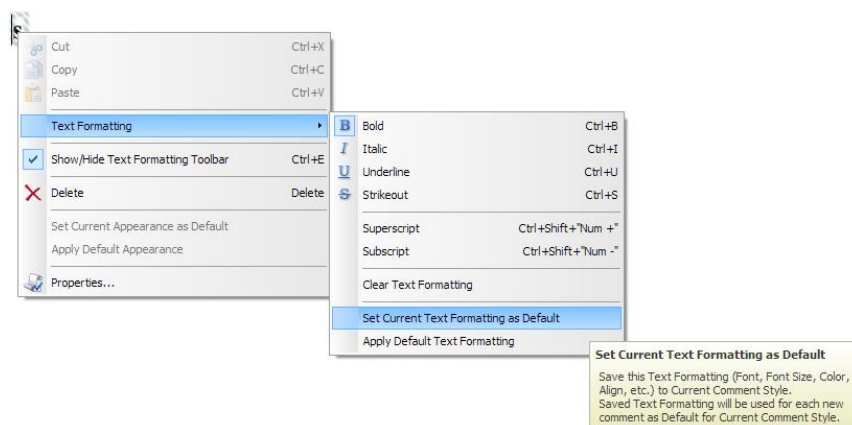 s
Cut Ctrl+X
Copy Ctrl+C
Paste Ctrl+V
Text Formatting
Show/Hide Text Formatting Toolbar Ctrl+E
Delete Delete
Set Current Appearance as Default
Apply Default Appearance
Properties...
B Bold Ctrl+B
I Italic Ctrl+I
U Underline Ctrl+U
S Strikeout Ctrl+S
Superscript Ctrl+Shift+"Num +"
Subscript Ctrl+Shift+"Num -"
Clear Text Formatting
Set Current Text Formatting as Default
Apply Default Text Formatting
Set Current Text Formatting as Default
Save this Text Formatting (Font, Font Size, Color,
Align, etc.) to Current Comment Style.
Saved Text Formatting will be used for each new
comment as Default for Current Comment Style.